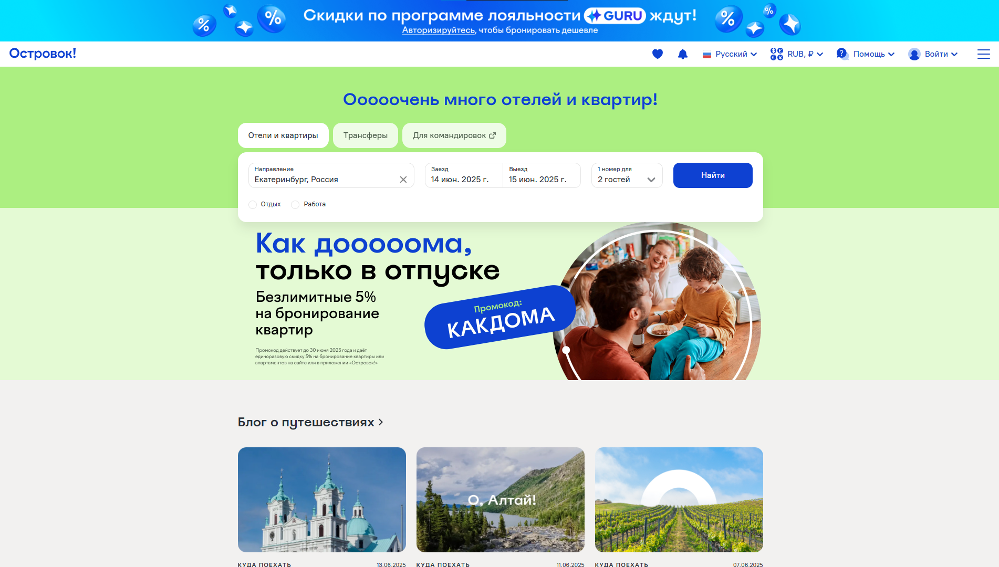 Скидки по программе лояльности GURU ждут!
Авторизируйтесь, чтобы бронировать дешевле
Островок!
Русский
RUB, ₽
Помощь
Войти
Ооооочень много отелей и квартир!
Отели и квартиры
Трансферы
Для командировок
Направление
Екатеринбург, Россия
Заезд
14 июн. 2025 г.
Выезд
15 июн. 2025 г.
1 номер для
2 гостей
Найти
Отдых
Работа
Как дооооома,
только в отпуске
Безлимитные 5%
на бронирование
квартир
Промокод:
КАКДОМА
Промокод действует до 30 июня 2025 года и даёт
единоразовую скидку 5% на бронирование квартиры или
апартаментов на сайте или в приложении «Островок!»
Блог о путешествиях
О, Алтай!
КУДА ПОЕХАТЬ
13.06.2025
КУДА ПОЕХАТЬ
11.06.2025
КУДА ПОЕХАТЬ
07.06.2025